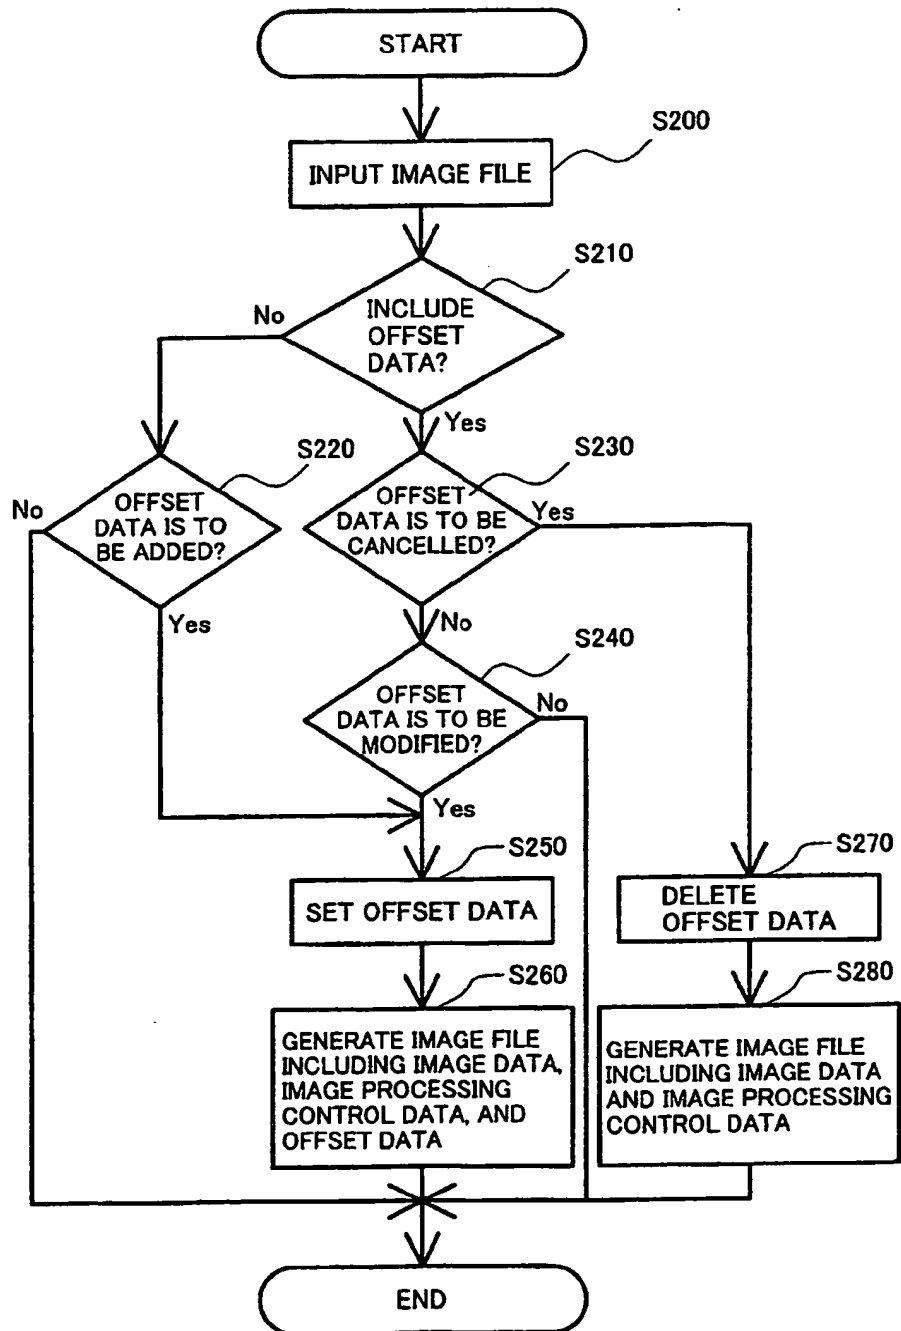 START
S200
INPUT IMAGE FILE
S210
INCLUDE
OFFSET
DATA?
No
Yes
S220
OFFSET
DATA IS TO
BE ADDED?
No
Yes
S230
OFFSET
DATA IS TO BE
CANCELLED?
Yes
No
S240
OFFSET
DATA IS TO BE
MODIFIED?
No
Yes
S250
SET OFFSET DATA
S270
DELETE
OFFSET DATA
S260
GENERATE IMAGE FILE
INCLUDING IMAGE DATA,
IMAGE PROCESSING
CONTROL DATA, AND
OFFSET DATA
S280
GENERATE IMAGE FILE
INCLUDING IMAGE DATA
AND IMAGE PROCESSING
CONTROL DATA
END